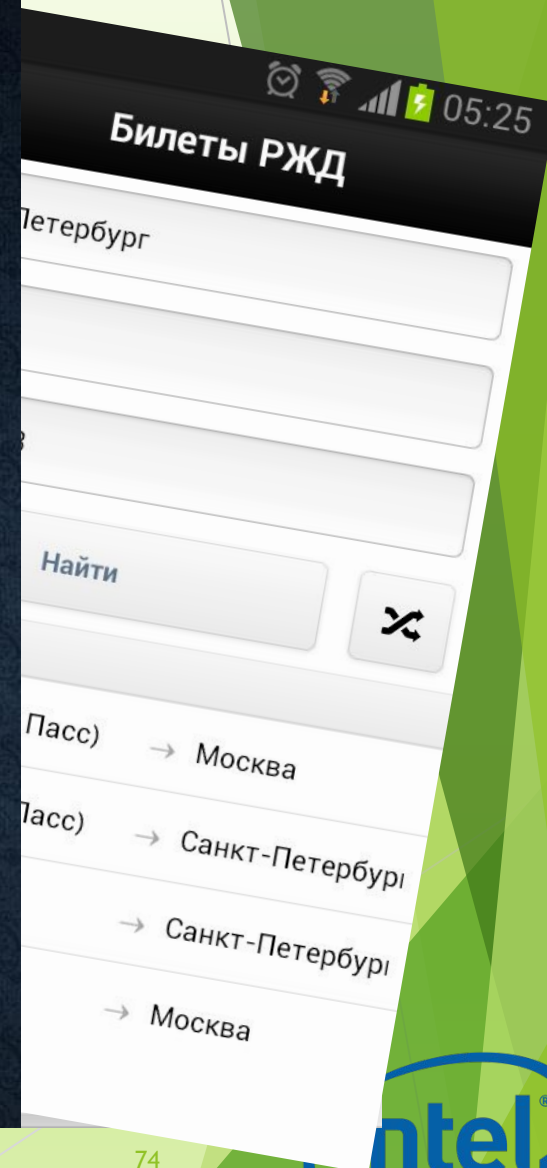 05:25
Билеты РЖД
Петербург
Найти
Пасс) → Москва
Пасс) → Санкт-Петербург
→ Санкт-Петербург
→ Москва
ntel®
74